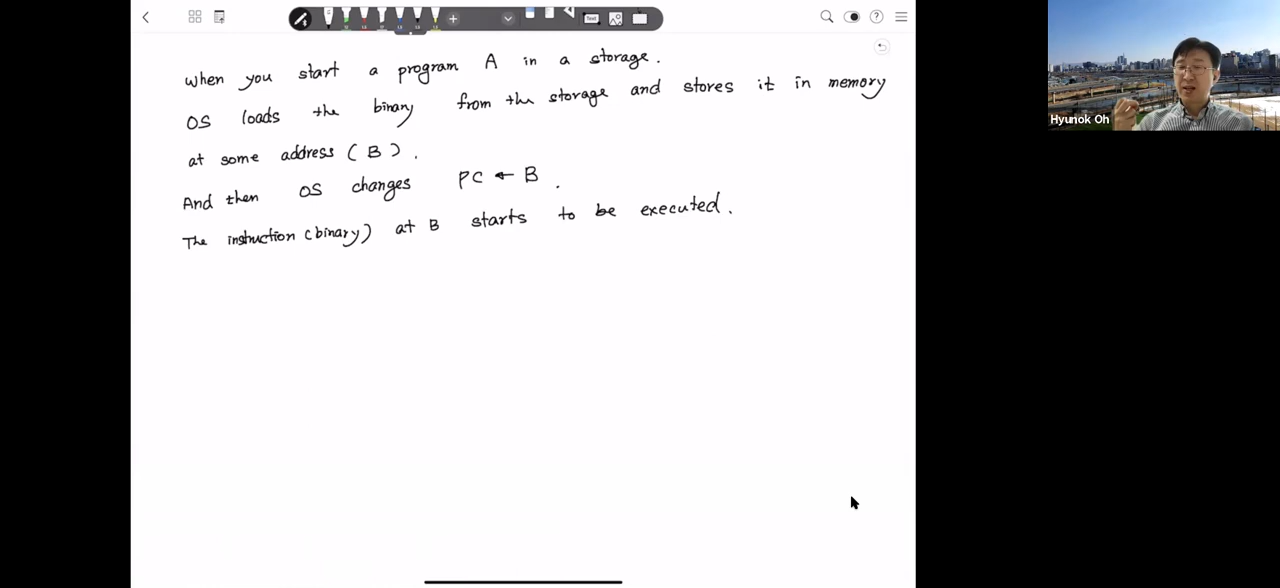 when you start a program A in a storage.
OS loads the binary from the storage and stores it in memory
at some address (B).
And then OS changes PC ← B.
The instruction (binary) at B starts to be executed.
Hyunok Oh